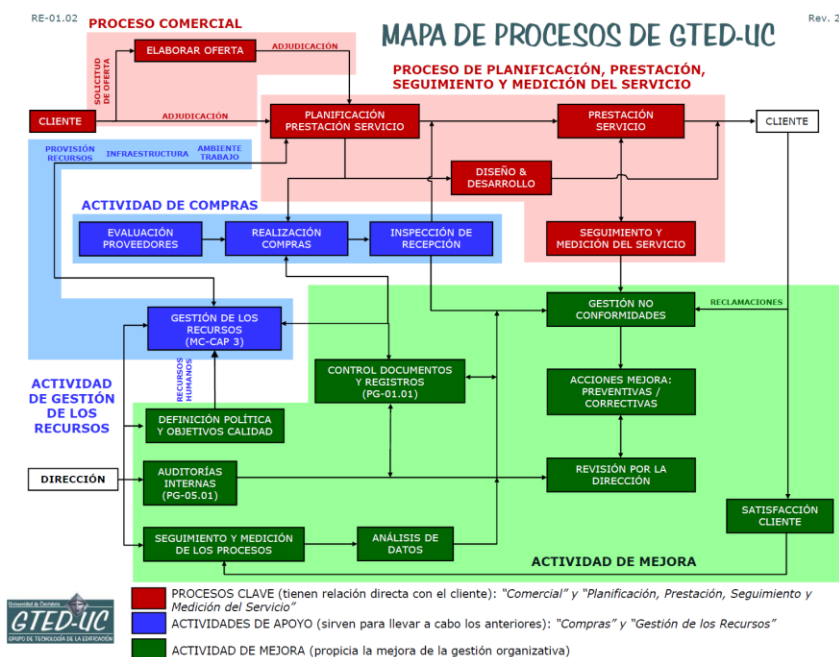 RE-01.02
PROCESO COMERCIAL
MAPA DE PROCESOS DE GTED-UC
Rev. 2
ELABORAR OFERTA
ADJUDICACIÓN
SOLICITUD
DE OFERTA
PROCESO DE PLANIFICACIÓN, PRESTACIÓN,
SEGUIMIENTO Y MEDICIÓN DEL SERVICIO
CLIENTE
ADJUDICACIÓN
PLANIFICACIÓN
PRESTACIÓN SERVICIO
PRESTACIÓN
SERVICIO
CLIENTE
PROVISIÓN
RECURSOS
INFRAESTRUCTURA
AMBIENTE
TRABAJO
DISEÑO &
DESARROLLO
ACTIVIDAD DE COMPRAS
EVALUACIÓN
PROVEEDORES
REALIZACIÓN
COMPRAS
INSPECCIÓN DE
RECEPCIÓN
SEGUIMIENTO Y
MEDICIÓN DEL SERVICIO
GESTIÓN DE LOS
RECURSOS
(MC-CAP 3)
GESTIÓN NO
CONFORMIDADES
RECLAMACIONES
RECURSOS
HUMANOS
CONTROL DOCUMENTOS
Y REGISTROS
(PG-01.01)
ACCIONES MEJORA:
PREVENTIVAS /
CORRECTIVAS
ACTIVIDAD
DE GESTIÓN
DE LOS
RECURSOS
DEFINICIÓN POLÍTICA
Y OBJETIVOS CALIDAD
DIRECCIÓN
AUDITORÍAS
INTERNAS
(PG-05.01)
REVISIÓN POR LA
DIRECCIÓN
SATISFACCIÓN
CLIENTE
SEGUIMIENTO Y MEDICIÓN
DE LOS PROCESOS
ANÁLISIS DE
DATOS
ACTIVIDAD DE MEJORA
Universidad de Cantabria
GTED-UC
GRUPO DE TECNOLOGÍA DE LA EDIFICACIÓN
PROCESOS CLAVE (tienen relación directa con el cliente): "Comercial" y "Planificación, Prestación, Seguimiento y
Medición del Servicio"
ACTIVIDADES DE APOYO (sirven para llevar a cabo los anteriores): "Compras" y "Gestión de los Recursos"
ACTIVIDAD DE MEJORA (propicia la mejora de la gestión organizativa)